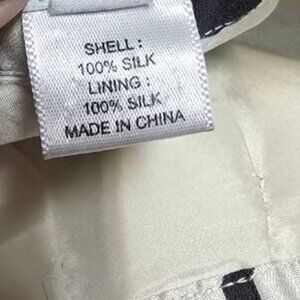 SHELL :
100% SILK
LINING :
100% SILK
MADE IN CHINA